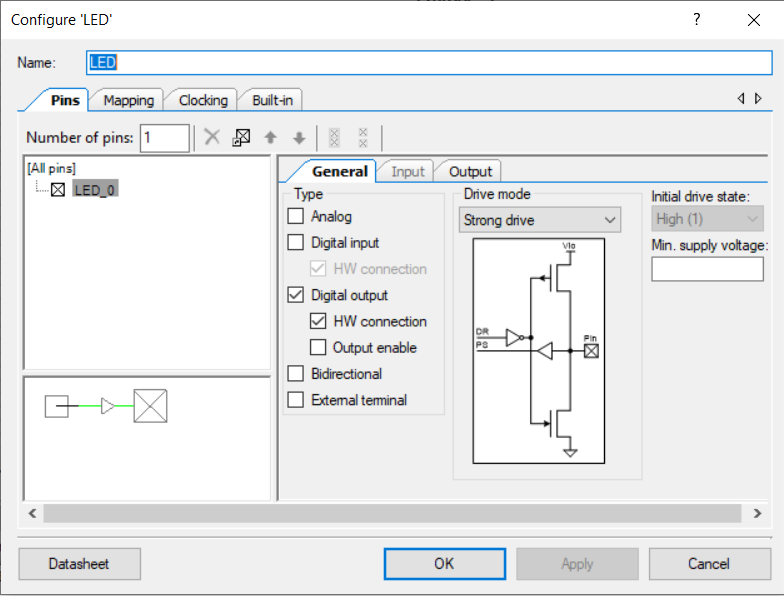 Configure 'LED'
?
Name:
LED
Pins
Mapping
Clocking
Built-in
Number of pins:
1
[All pins]
LED_0
General
Input
Output
Type
Analog
Digital input
HW connection
Digital output
HW connection
Output enable
Bidirectional
External terminal
Drive mode
Strong drive
Vio
DR
PS
Pin
Initial drive state:
High (1)
Min. supply voltage:
Datasheet
OK
Apply
Cancel